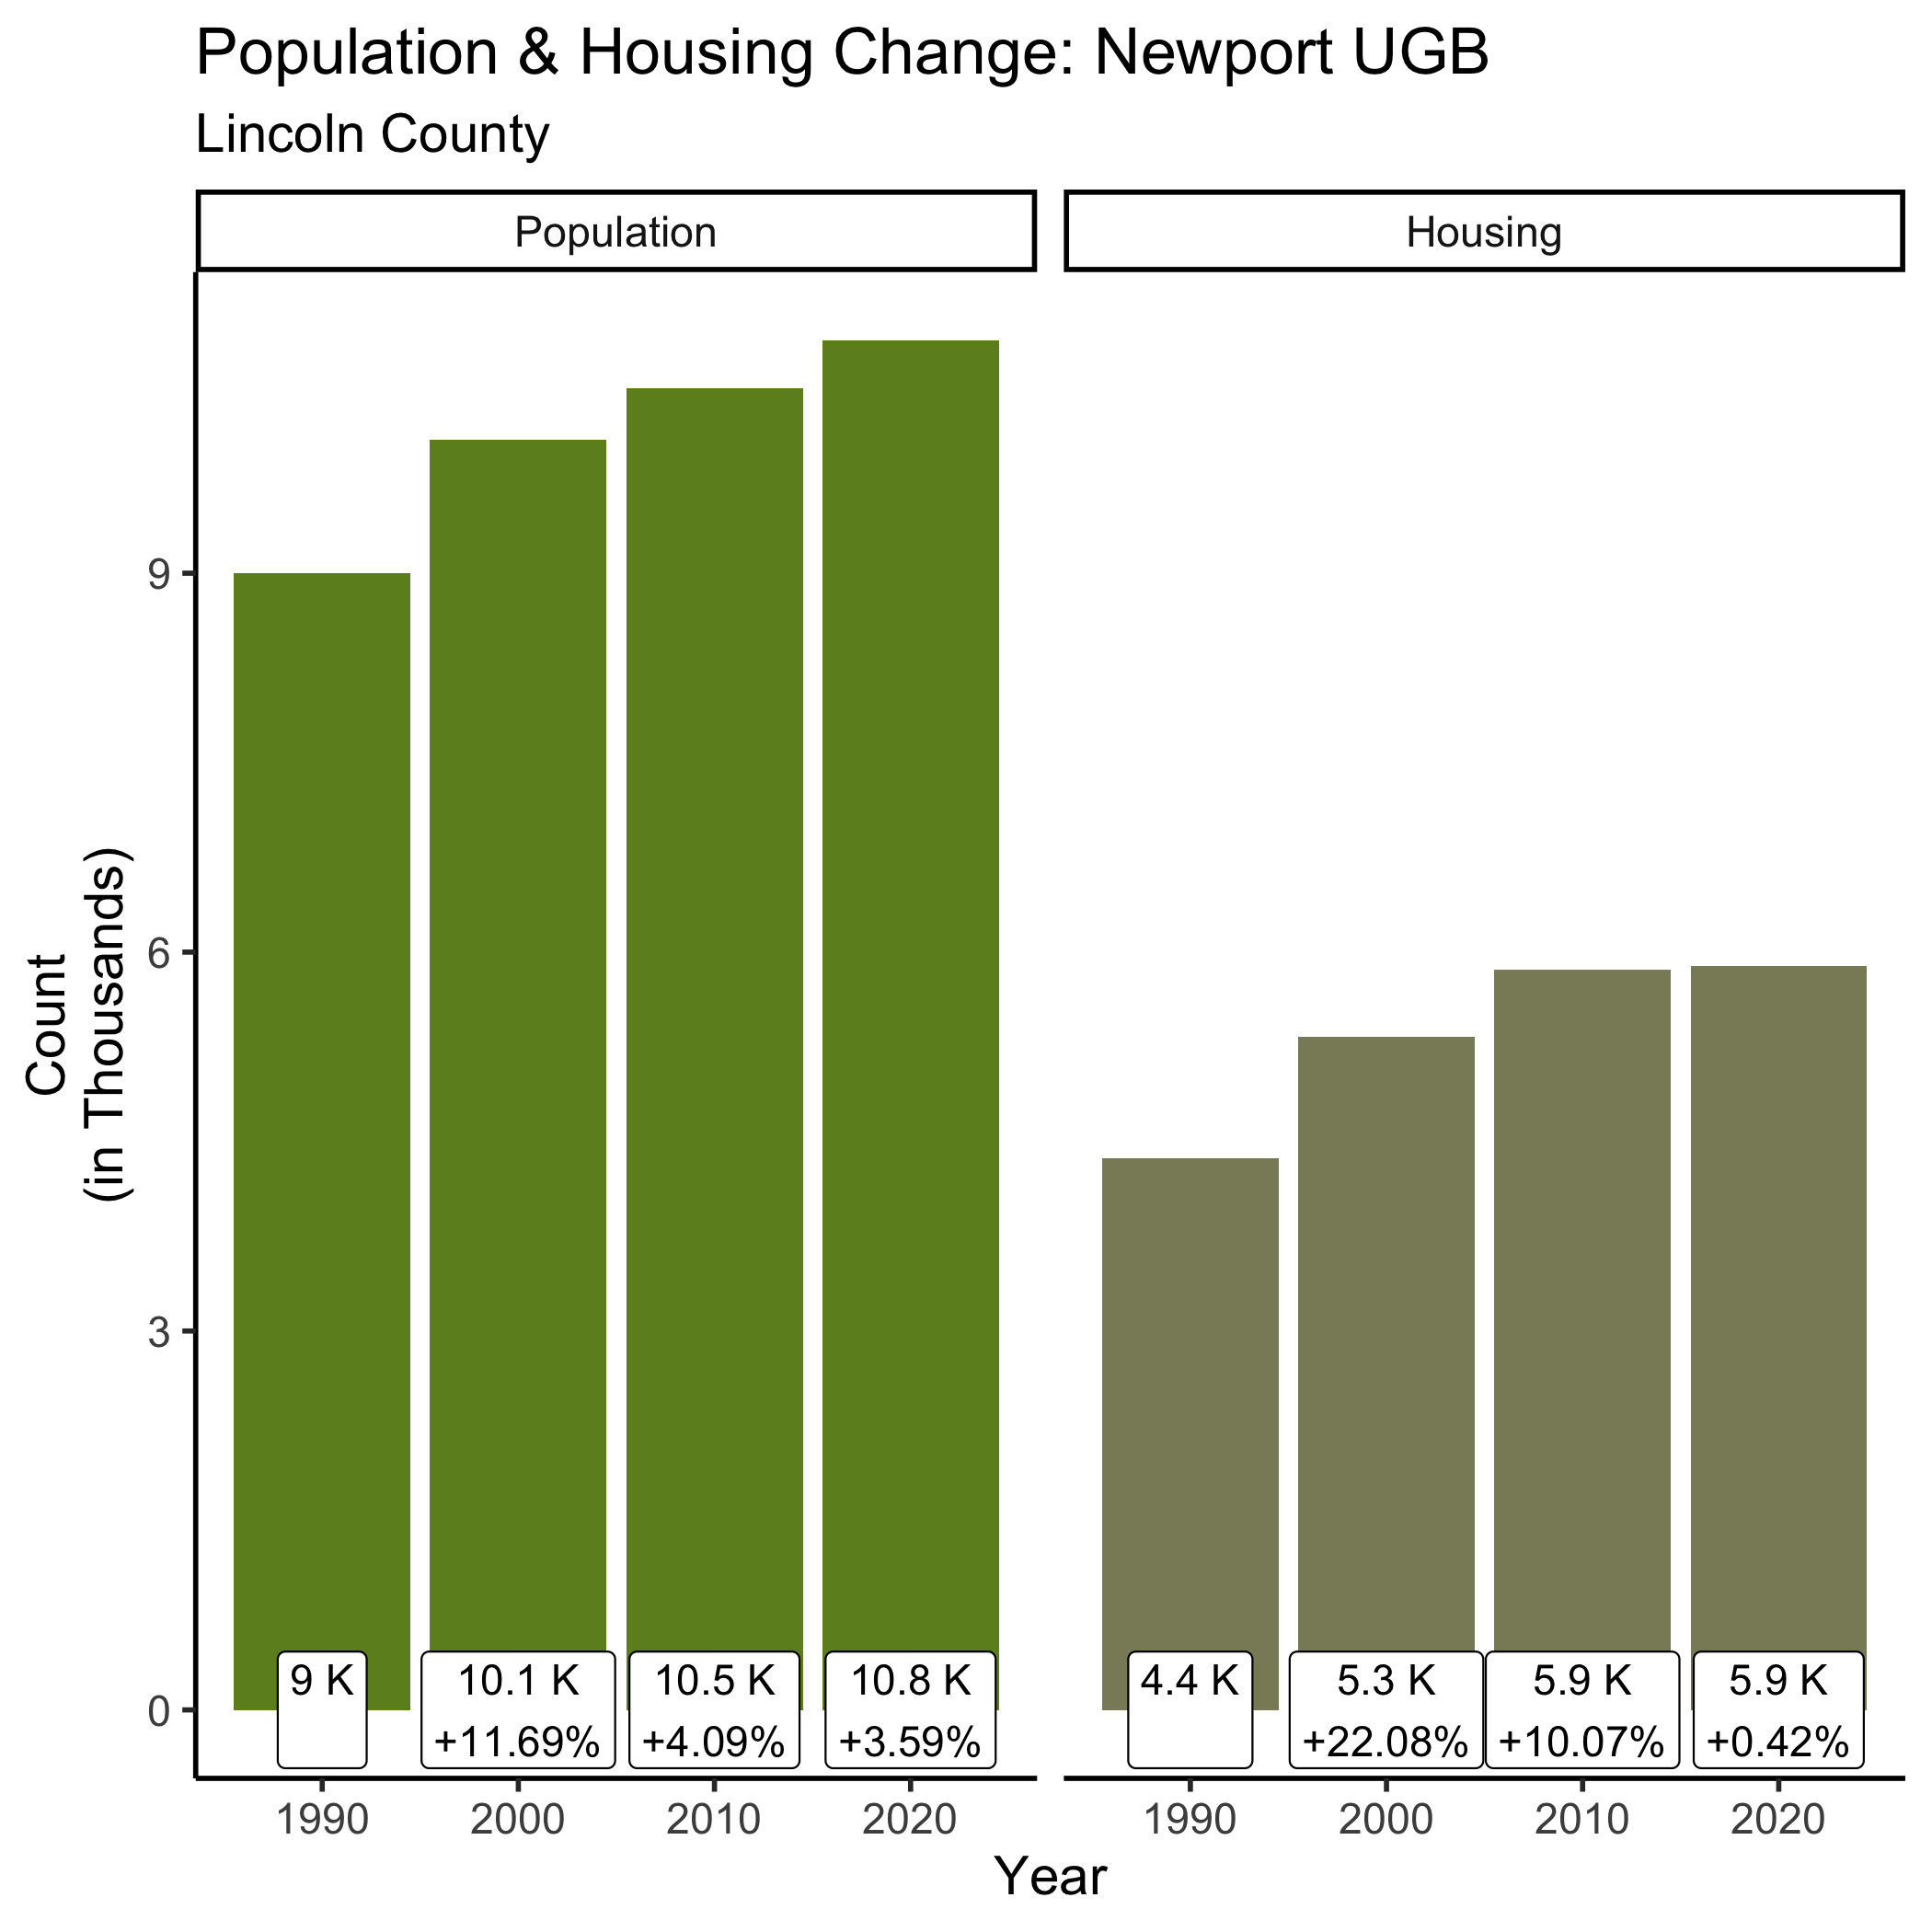 Population & Housing Change: Newport UGB
Lincoln County
Population
Housing
Count
(in Thousands)
9
6
3
0
9 K
10.1 K
+11.69%
10.5 K
+4.09%
10.8 K
+3.59%
4.4 K
5.3 K
+22.08%
5.9 K
+10.07%
5.9 K
+0.42%
1990
2000
2010
2020
1990
2000
2010
2020
Year